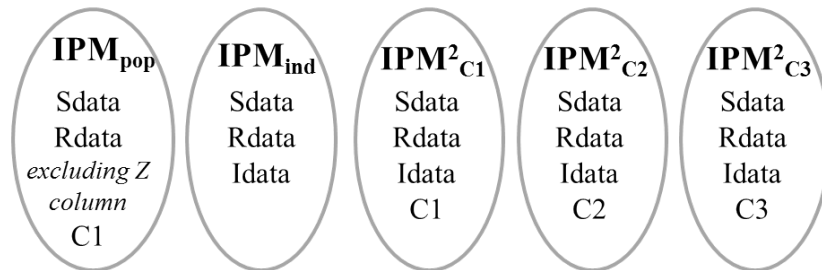 IPMpop
Sdata
Rdata
excluding Z
column
C1
IPMind
Sdata
Rdata
Idata
IPM²C1
Sdata
Rdata
Idata
C1
IPM²C2
Sdata
Rdata
Idata
C2
IPM²C3
Sdata
Rdata
Idata
C3